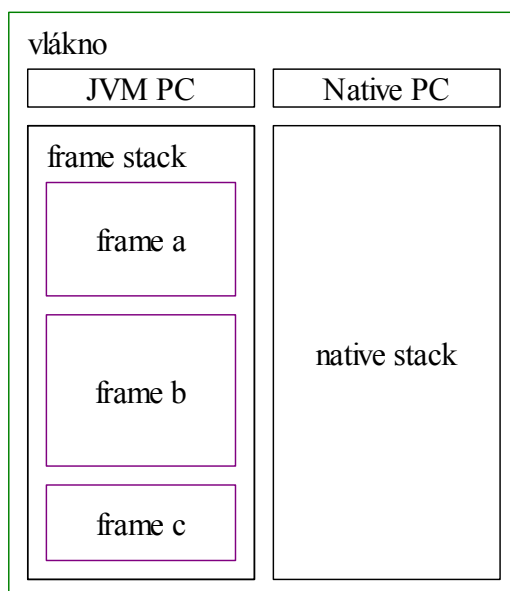 vlákno
JVM PC
Native PC
frame stack
frame a
frame b
frame c
native stack